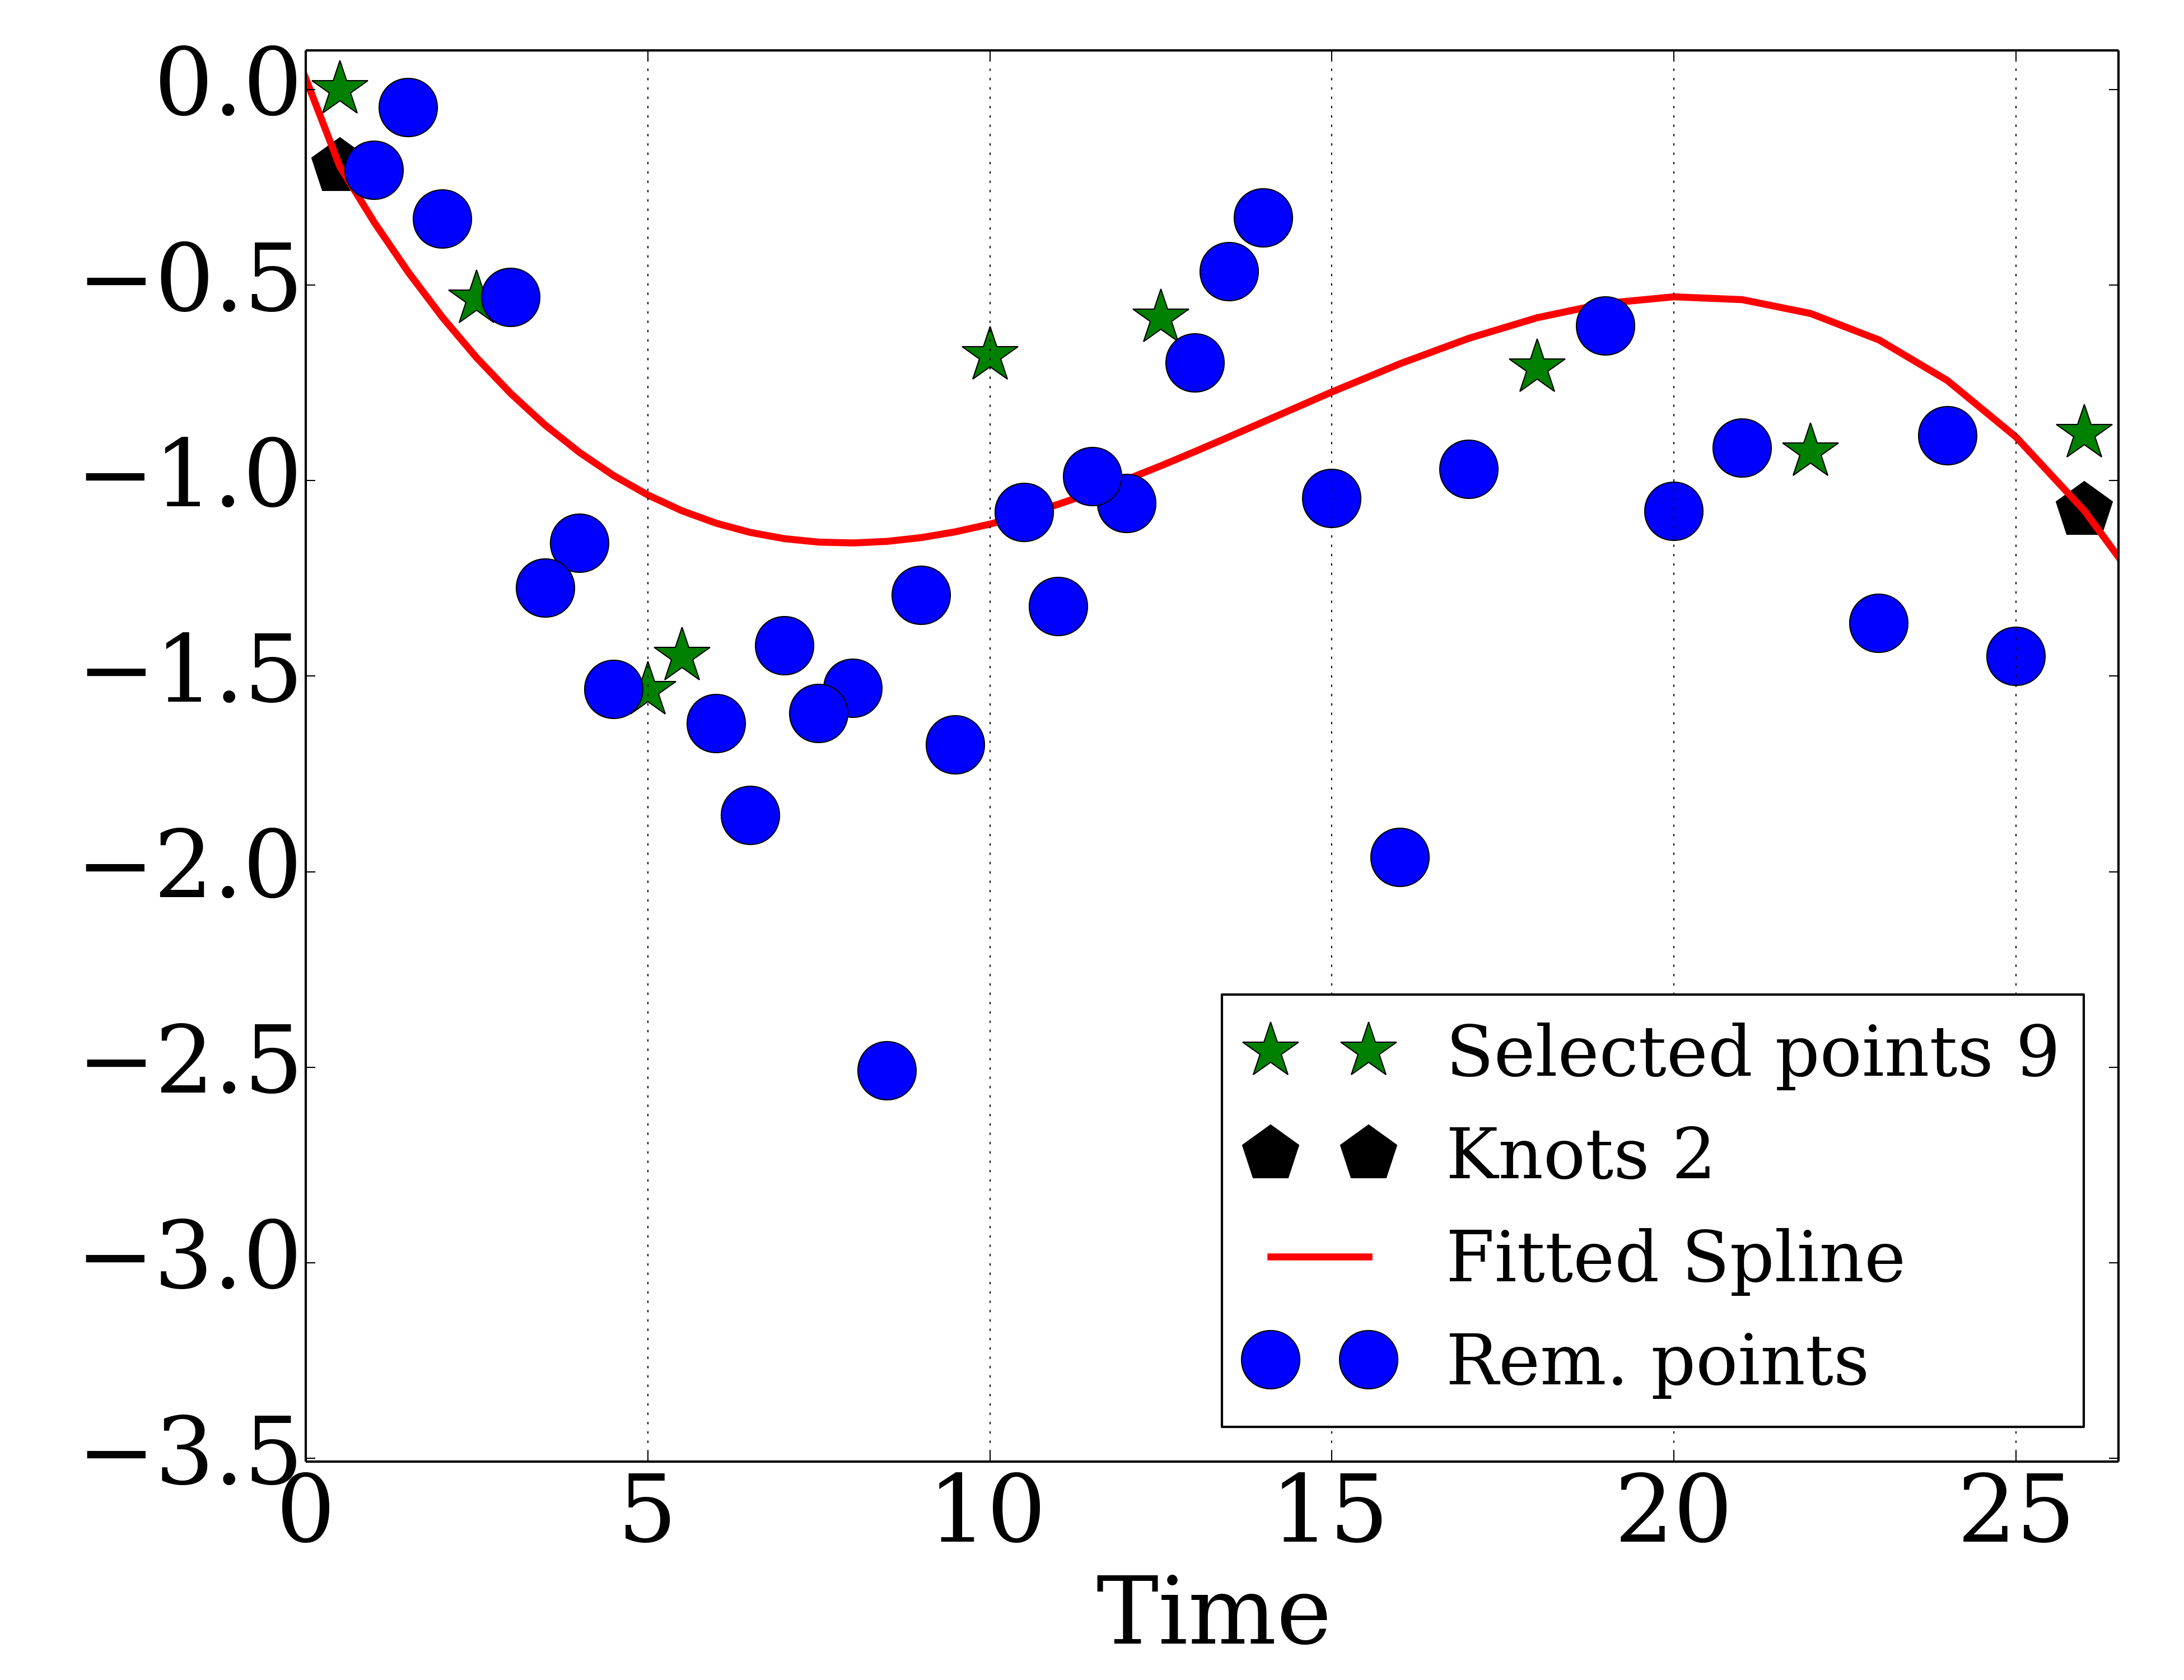 0.0
−0.5
−1.0
−1.5
−2.0
−2.5
−3.0
−3.5
Selected points 9
Knots 2
Fitted Spline
Rem. points
0 5 10 15 20 25
Time